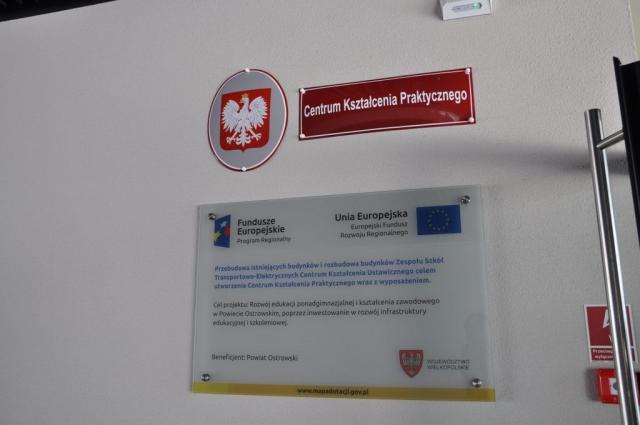 Centrum Kształcenia Praktycznego
Fundusze
Europejskie
Program Regionalny
Unia Europejska
Europejski Fundusz
Rozwoju Regionalnego
Przebudowa istniejących budynków i rozbudowa budynków Zespołu Szkół
Transportowo-Elektrycznych Centrum Kształcenia Ustawicznego celem
utworzenia Centrum Kształcenia Praktycznego wraz z wyposażeniem.
Cel projektu: Rozwój edukacji ponadgimnazjalnej i kształcenia zawodowego
w Powiecie Ostrowskim, poprzez inwestowanie w rozwój infrastruktury
edukacyjnej i szkoleniowej.
Beneficjent: Powiat Ostrowski
WOJEWÓDZTWO
WIELKOPOLSKIE
www.mapadotacji.gov.pl